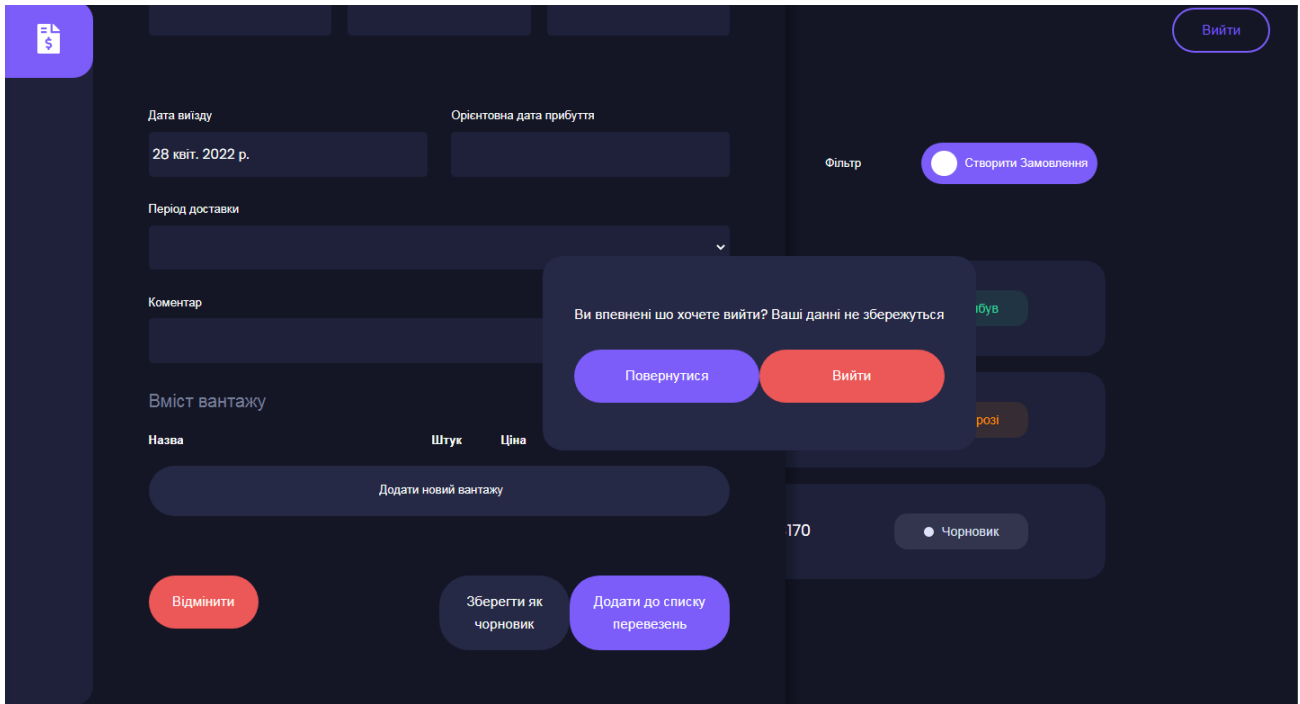 $
Вийти
Дата виїзду
Орієнтовна дата прибуття
28 квіт. 2022 р.
Фільтр
Створити Замовлення
Період доставки
Коментар
Ви впевнені шо хочете вийти? Ваші данні не збережуться
Повернутися
Вийти
Вміст вантажу
Назва
Штук
Ціна
Додати новий вантажу
170
Чорновик
Відмінити
Зберегти як
чорновик
Додати до списку
перевезень